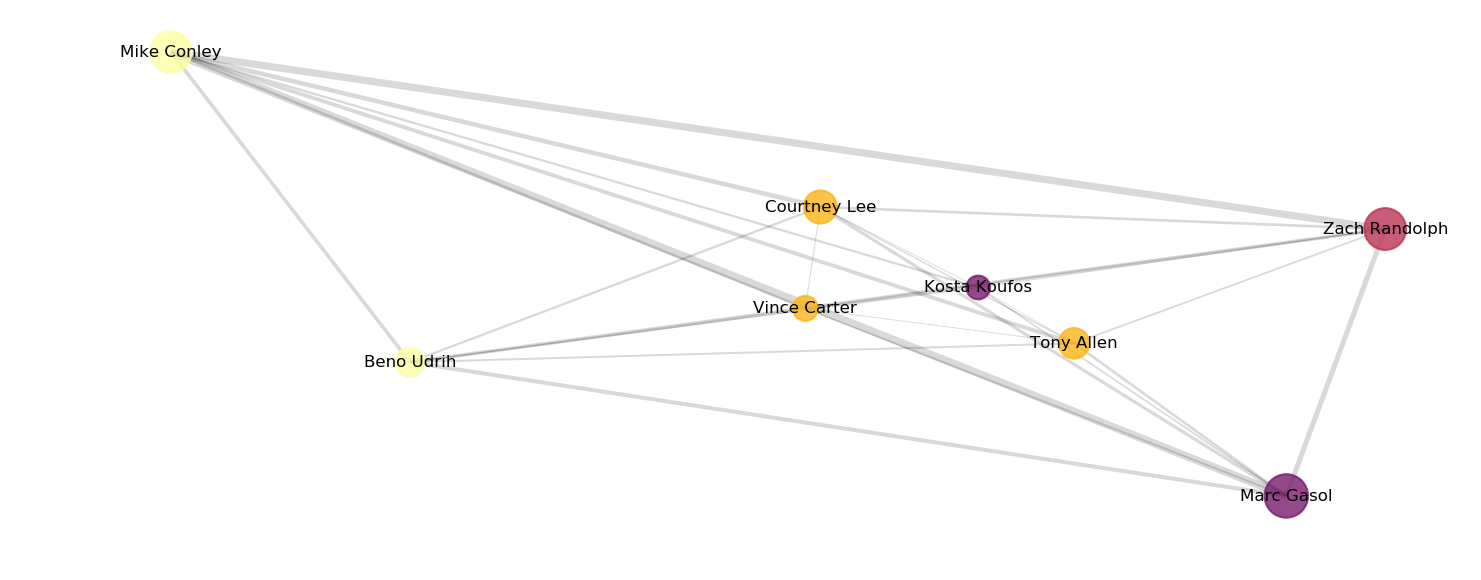 Mike Conley
Courtney Lee
Zach Randolph
Kosta Koufos
Vince Carter
Tony Allen
Beno Udrih
Marc Gasol